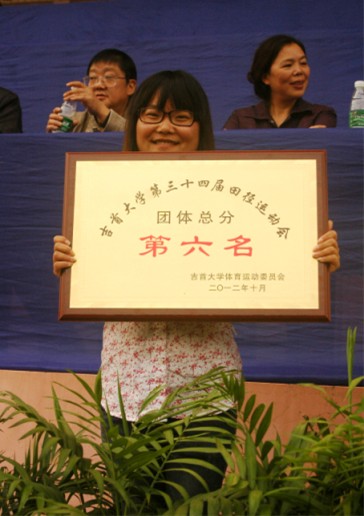 吉首大学第三十四届田径运动会
团体总分
第六名
吉首大学体育运动委员会
二〇一二年十月